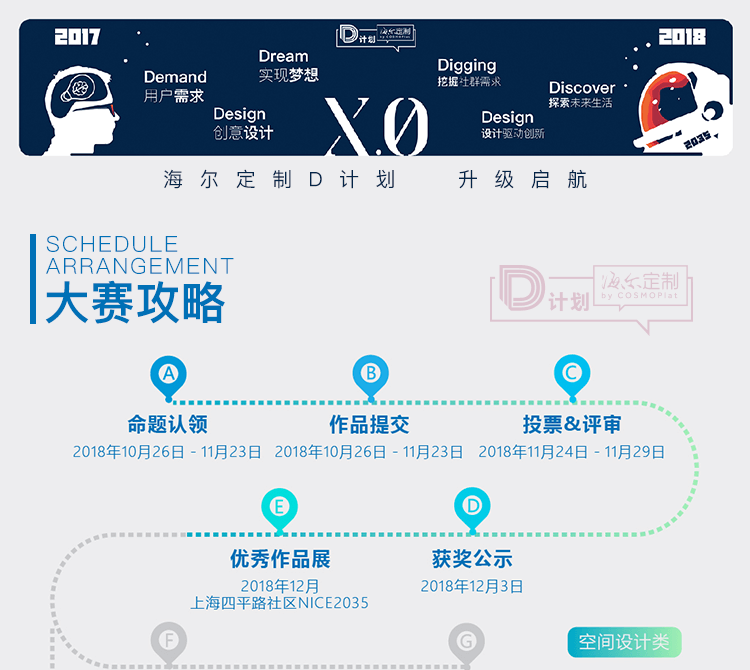 2017
2018
D计划 海尔定制
by COSMOPlat
Dream
实现梦想
Demand
用户需求
Digging
挖掘社群需求
Discover
探索未来生活
Design
创意设计
X.0
Design
设计驱动创新
2035
海尔定制D计划 升级启航
SCHEDULE
ARRANGEMENT
大赛攻略
D计划 海尔定制
by COSMOPlat
A
B
C
命题认领
作品提交
投票&评审
2018年10月26日 - 11月23日
2018年10月26日 - 11月23日
2018年11月24日 - 11月29日
E
D
优秀作品展
获奖公示
2018年12月
2018年12月3日
上海四平路社区NICE2035
F
G
空间设计类